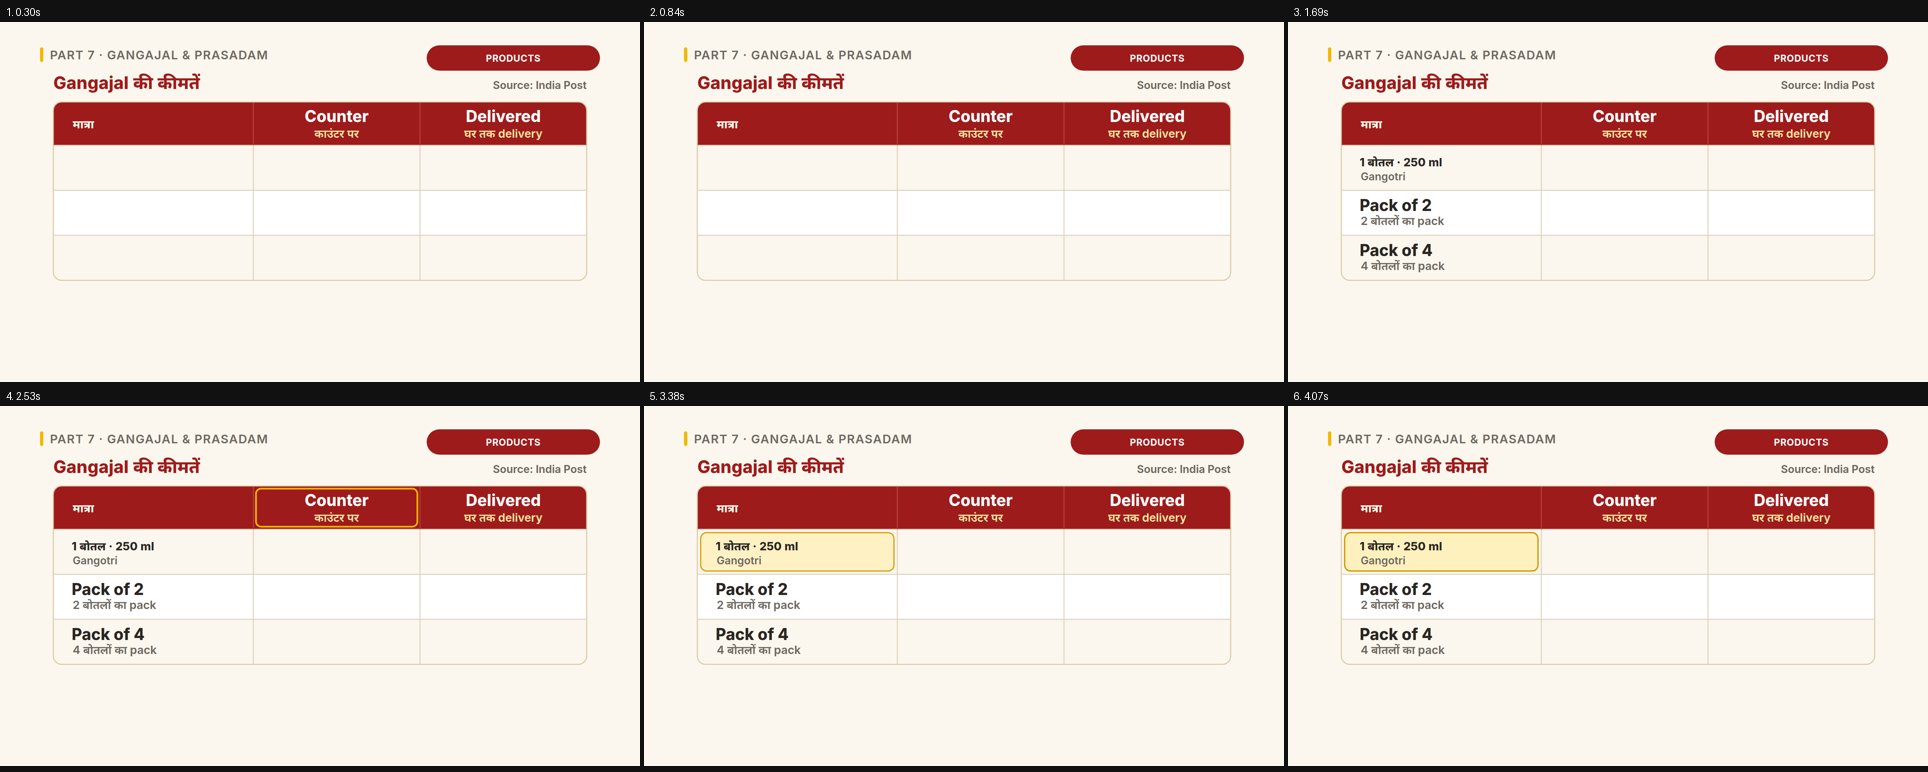 1. 0.30s
PART 7 · GANGAJAL & PRASADAM
PRODUCTS
Gangajal की कीमतें
Source: India Post
मात्रा
Counter
काउंटर पर
Delivered
घर तक delivery
2. 0.84s
PART 7 · GANGAJAL & PRASADAM
PRODUCTS
Gangajal की कीमतें
Source: India Post
मात्रा
Counter
काउंटर पर
Delivered
घर तक delivery
3. 1.69s
PART 7 · GANGAJAL & PRASADAM
PRODUCTS
Gangajal की कीमतें
Source: India Post
मात्रा
Counter
काउंटर पर
Delivered
घर तक delivery
1 बोतल · 250 ml
Gangotri
Pack of 2
2 बोतलों का pack
Pack of 4
4 बोतलों का pack
4. 2.53s
PART 7 · GANGAJAL & PRASADAM
PRODUCTS
Gangajal की कीमतें
Source: India Post
मात्रा
Counter
काउंटर पर
Delivered
घर तक delivery
1 बोतल · 250 ml
Gangotri
Pack of 2
2 बोतलों का pack
Pack of 4
4 बोतलों का pack
5. 3.38s
PART 7 · GANGAJAL & PRASADAM
PRODUCTS
Gangajal की कीमतें
Source: India Post
मात्रा
Counter
काउंटर पर
Delivered
घर तक delivery
1 बोतल · 250 ml
Gangotri
Pack of 2
2 बोतलों का pack
Pack of 4
4 बोतलों का pack
6. 4.07s
PART 7 · GANGAJAL & PRASADAM
PRODUCTS
Gangajal की कीमतें
Source: India Post
मात्रा
Counter
काउंटर पर
Delivered
घर तक delivery
1 बोतल · 250 ml
Gangotri
Pack of 2
2 बोतलों का pack
Pack of 4
4 बोतलों का pack